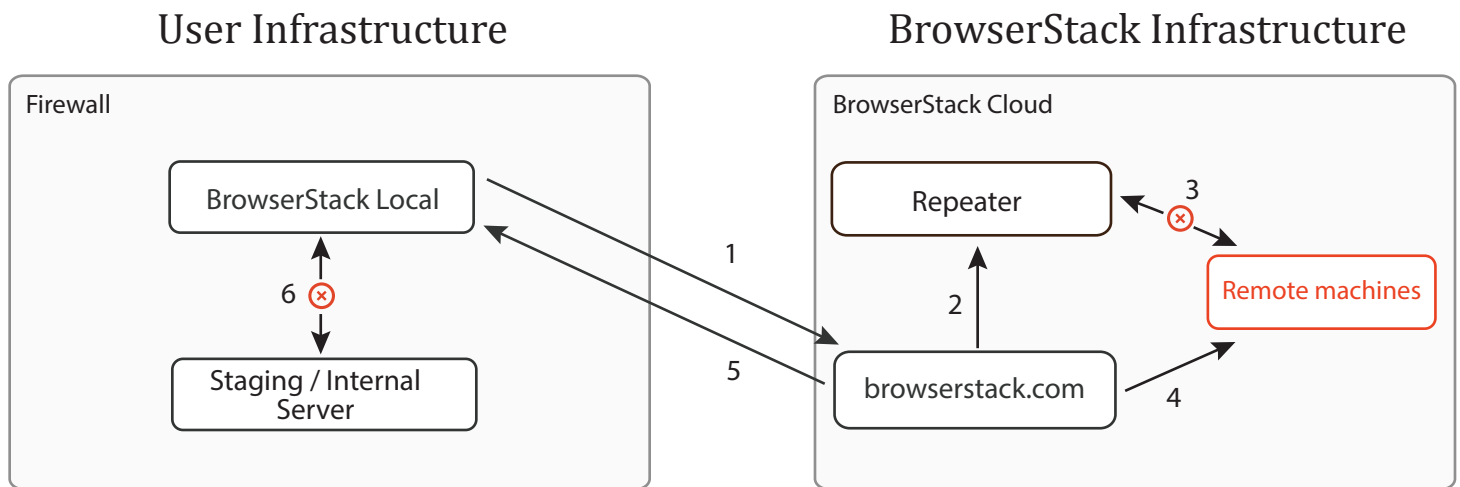 User Infrastructure
BrowserStack Infrastructure
Firewall
BrowserStack Cloud
BrowserStack Local
Repeater
3
1
6
Remote machines
2
5
Staging / Internal
Server
browserstack.com
4